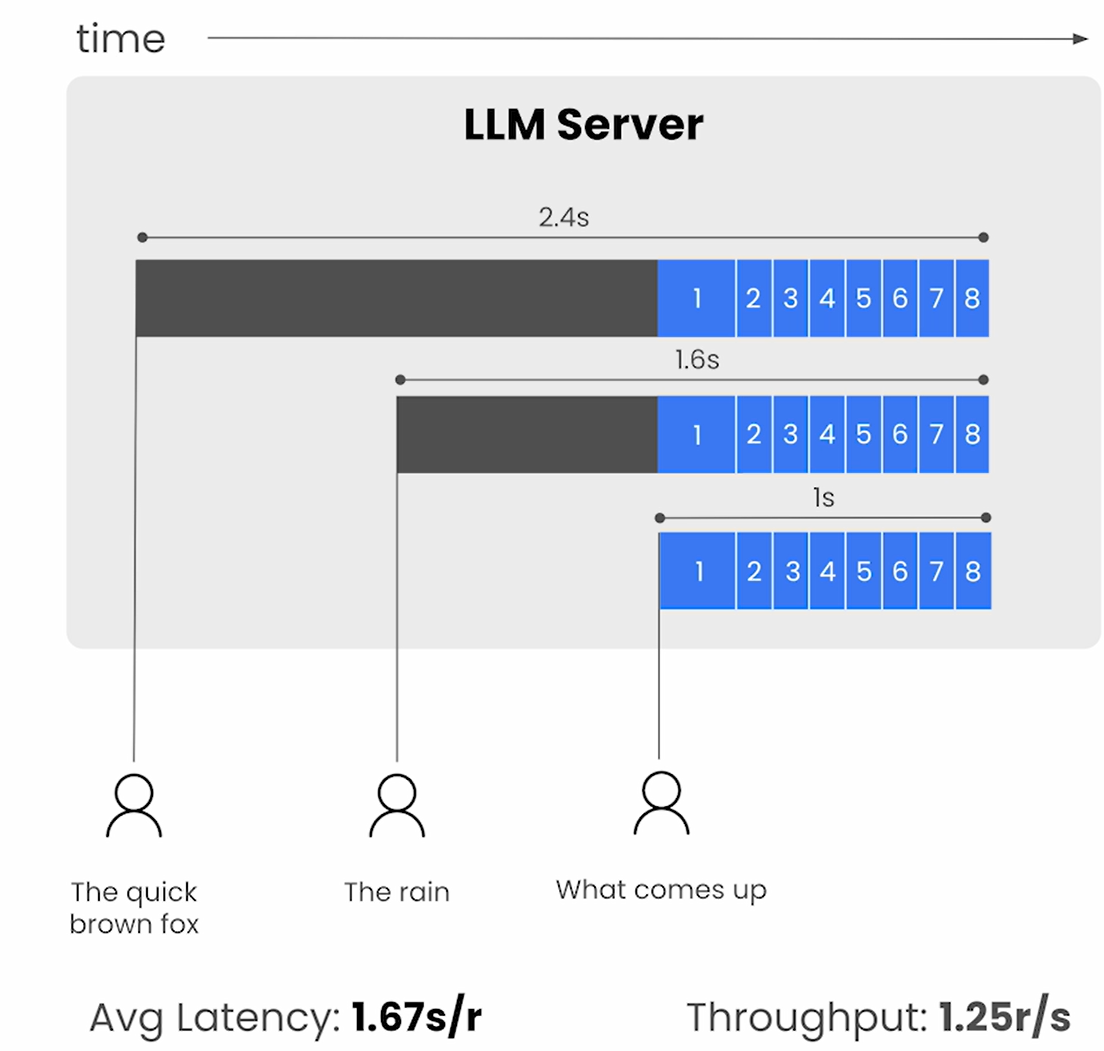 time
LLM Server
2.4s
1 2 3 4 5 6 7 8
1.6s
1 2 3 4 5 6 7 8
1s
1 2 3 4 5 6 7 8
The quick
brown fox
The rain
What comes up
Avg Latency: 1.67s/r
Throughput: 1.25r/s